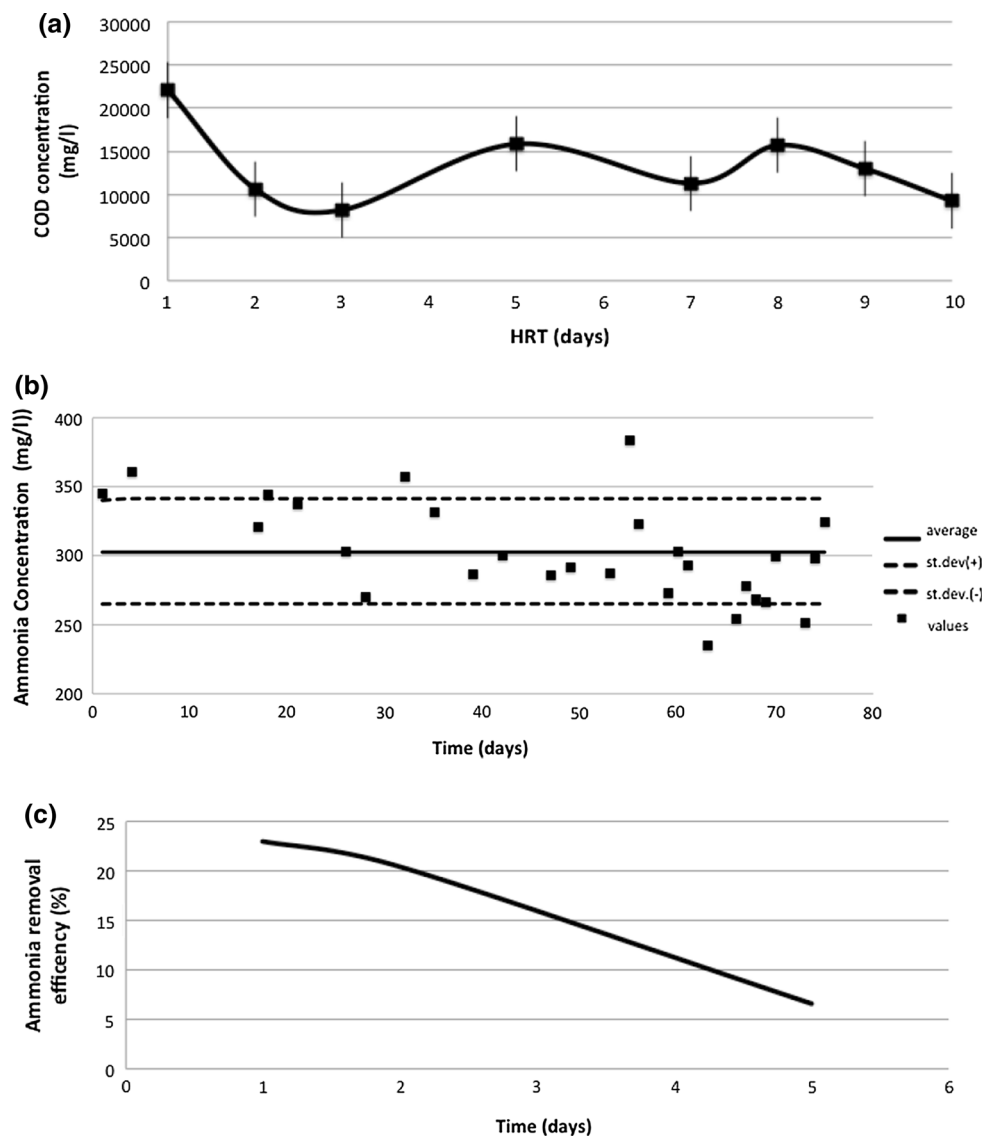 (a)
COD concentration
(mg/l)
30000
25000
20000
15000
10000
5000
0
1 2 3 4 5 6 7 8 9 10
HRT (days)
(b)
Ammonia Concentration (mg/l))
400
350
300
250
200
0 10 20 30 40 50 60 70 80
Time (days)
average
st.dev(+)
st.dev.(-)
values
(c)
Ammonia removal
efficency (%)
25
20
15
10
5
0
0 1 2 3 4 5 6
Time (days)